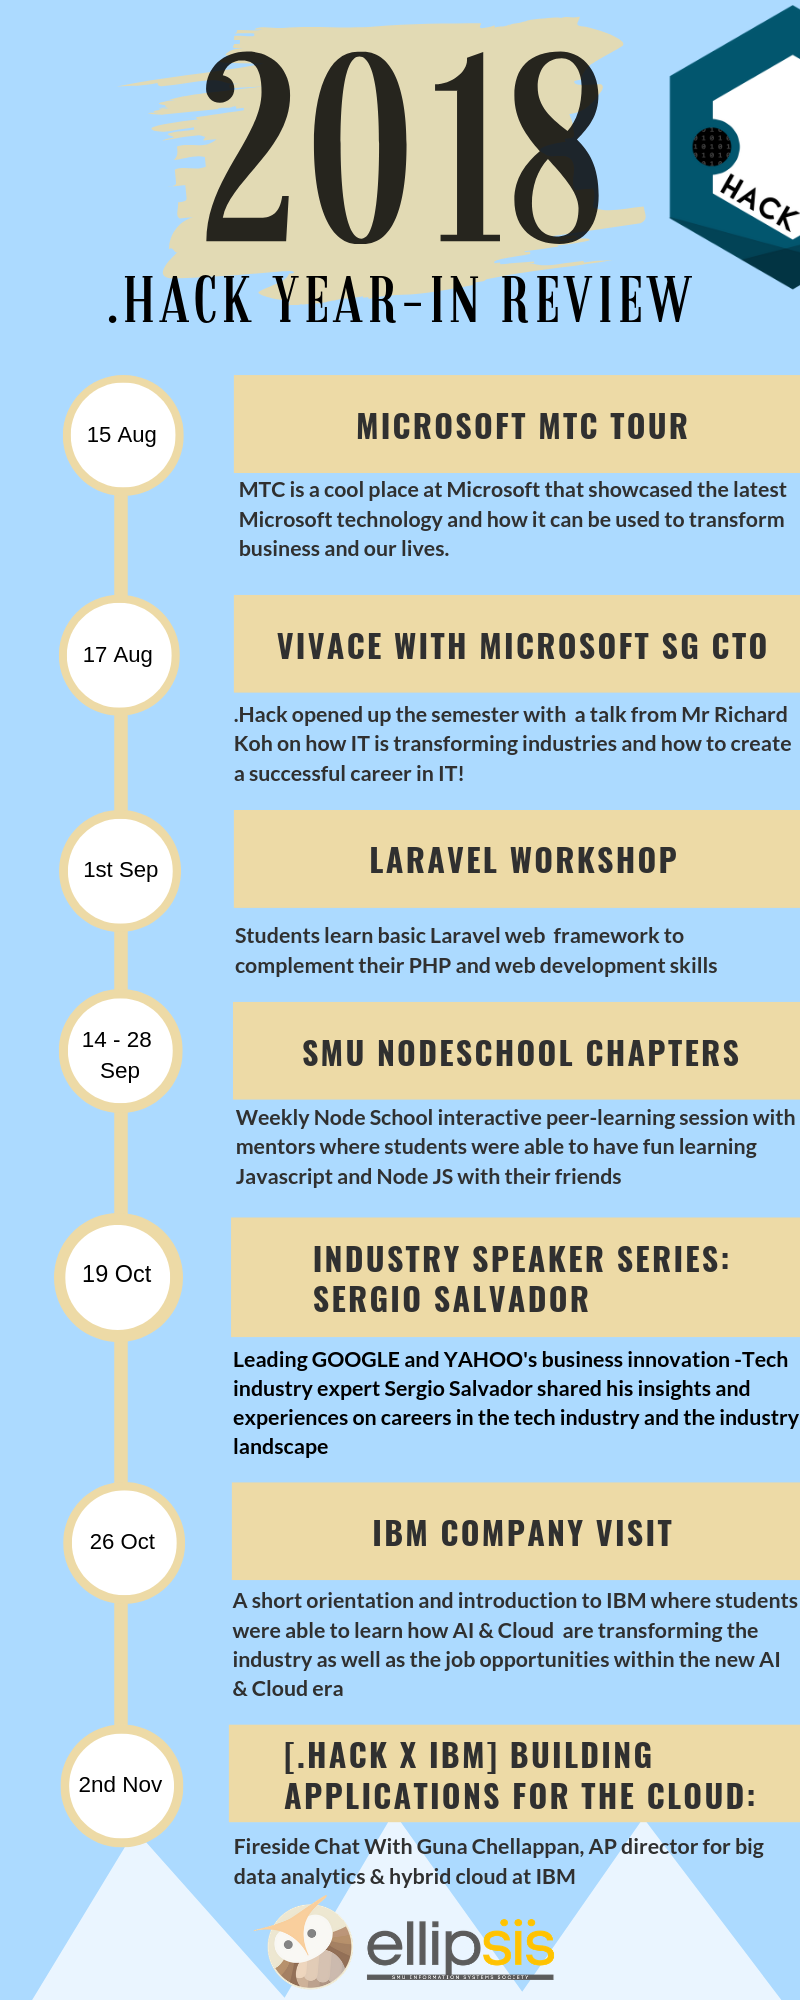 2018
HACK
.HACK YEAR-IN REVIEW
15 Aug
MICROSOFT MTC TOUR
MTC is a cool place at Microsoft that showcased the latest
Microsoft technology and how it can be used to transform
business and our lives.
17 Aug
VIVACE WITH MICROSOFT SG CTO
.Hack opened up the semester with a talk from Mr Richard
Koh on how IT is transforming industries and how to create
a successful career in IT!
1st Sep
LARAVEL WORKSHOP
Students learn basic Laravel web framework to
complement their PHP and web development skills
14 - 28
Sep
SMU NODESCHOOL CHAPTERS
Weekly Node School interactive peer-learning session with
mentors where students were able to have fun learning
Javascript and Node JS with their friends
19 Oct
INDUSTRY SPEAKER SERIES:
SERGIO SALVADOR
Leading GOOGLE and YAHOO's business innovation -Tech
industry expert Sergio Salvador shared his insights and
experiences on careers in the tech industry and the industry
landscape
26 Oct
IBM COMPANY VISIT
A short orientation and introduction to IBM where students
were able to learn how AI & Cloud are transforming the
industry as well as the job opportunities within the new AI
& Cloud era
2nd Nov
[.HACK X IBM] BUILDING
APPLICATIONS FOR THE CLOUD:
Fireside Chat With Guna Chellappan, AP director for big
data analytics & hybrid cloud at IBM
ellipsis
SMU INFORMATION SYSTEMS SOCIETY